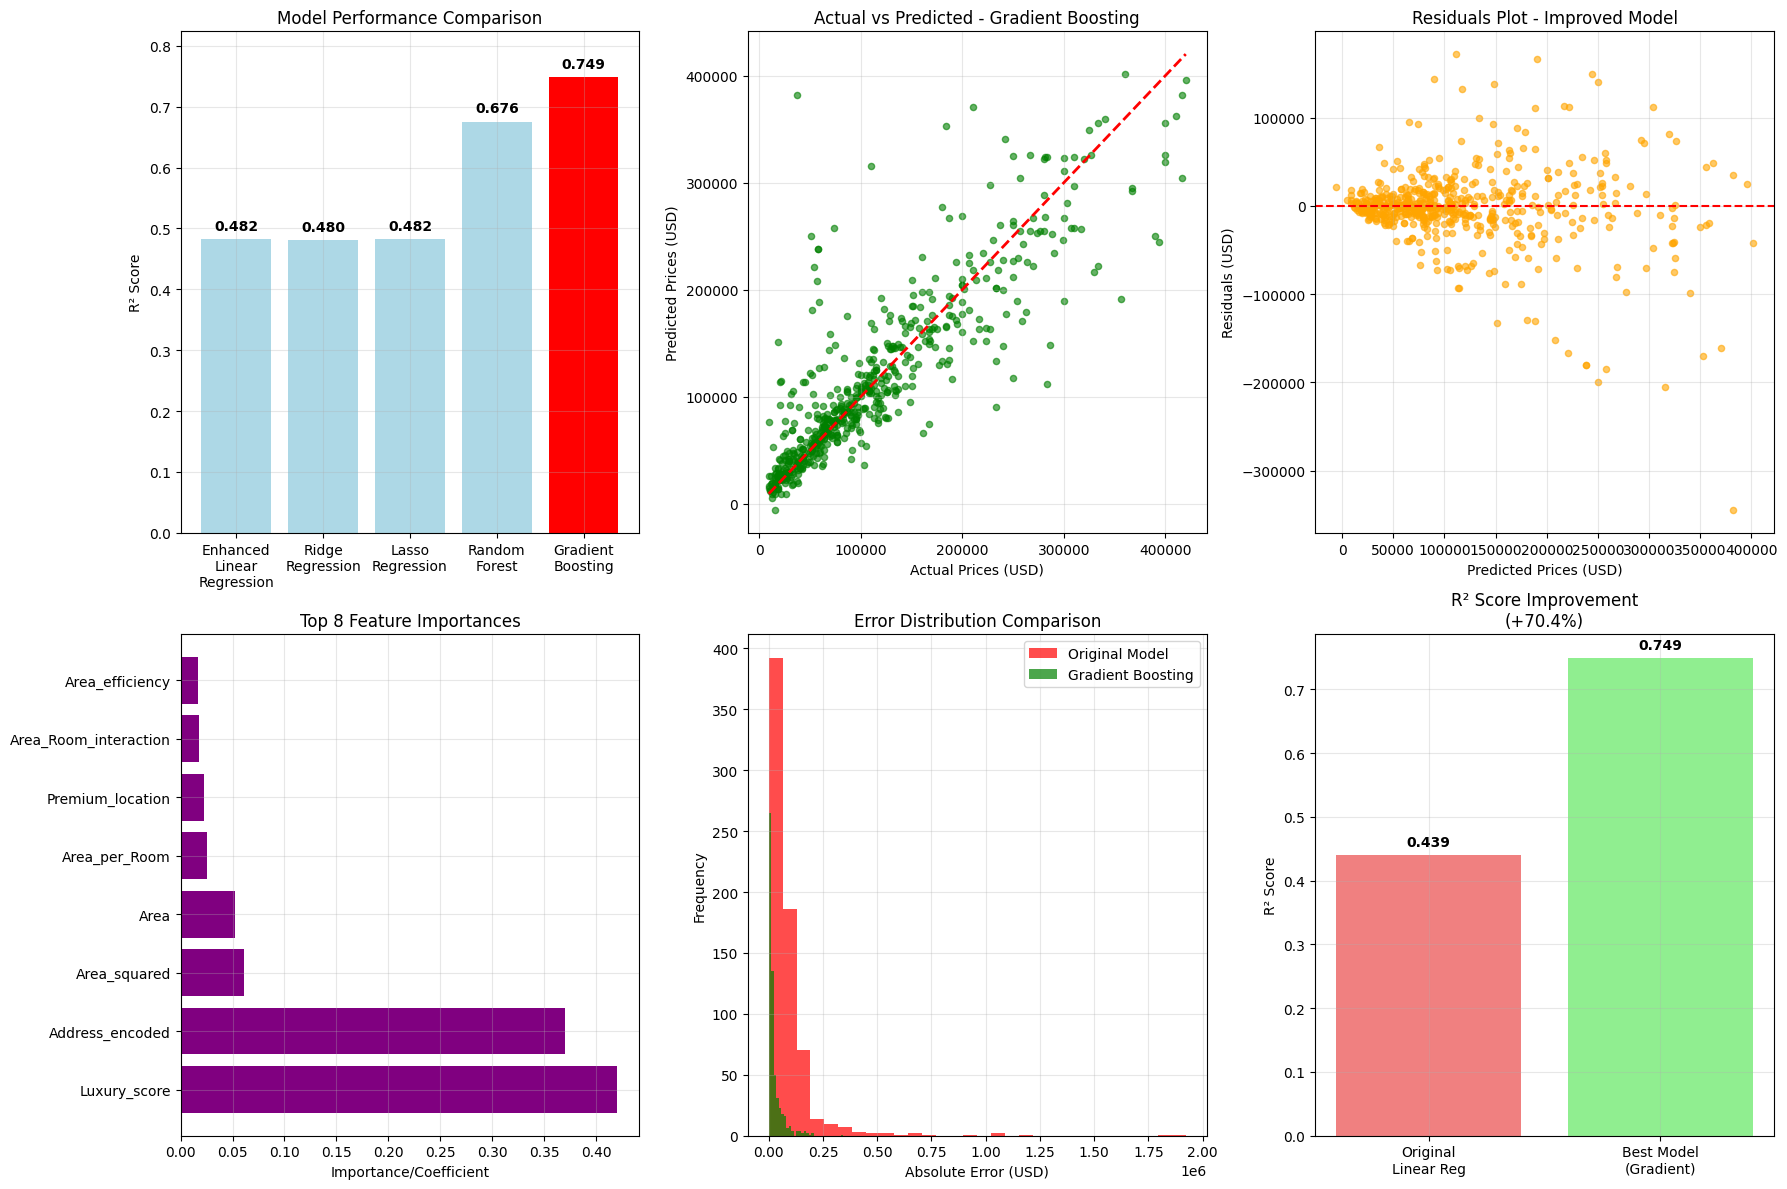 Model Performance Comparison
R² Score
0.8
0.7
0.6
0.5
0.4
0.3
0.2
0.1
0.0
0.482
0.480
0.482
0.676
0.749
Enhanced
Linear
Regression
Ridge
Regression
Lasso
Regression
Random
Forest
Gradient
Boosting
Actual vs Predicted - Gradient Boosting
Predicted Prices (USD)
400000
300000
200000
100000
0
0 100000 200000 300000 400000
Actual Prices (USD)
Residuals Plot - Improved Model
Residuals (USD)
100000
0
−100000
−200000
−300000
0 50000 100000 150000 200000 250000 300000 350000 400000
Predicted Prices (USD)
Top 8 Feature Importances
Area_efficiency
Area_Room_interaction
Premium_location
Area_per_Room
Area
Area_squared
Address_encoded
Luxury_score
0.00 0.05 0.10 0.15 0.20 0.25 0.30 0.35 0.40
Importance/Coefficient
Error Distribution Comparison
Original Model
Gradient Boosting
Frequency
400
350
300
250
200
150
100
50
0
0.00 0.25 0.50 0.75 1.00 1.25 1.50 1.75 2.00
1e6
Absolute Error (USD)
R² Score Improvement
(+70.4%)
R² Score
0.7
0.6
0.5
0.4
0.3
0.2
0.1
0.0
0.439
0.749
Original
Linear Reg
Best Model
(Gradient)